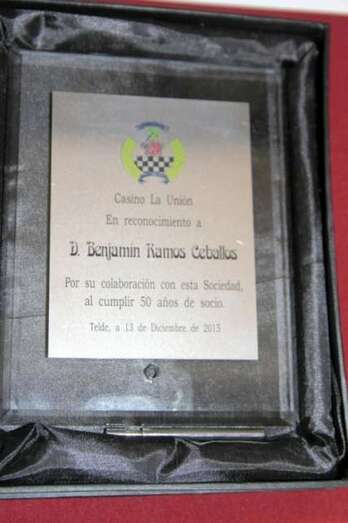 Casino La Unión
En reconocimiento a
D. Benjamín Ramos Ceballos
Por su colaboración con esta Sociedad,
al cumplir 50 años de socio.
Telde, a 13 de Diciembre de 2015